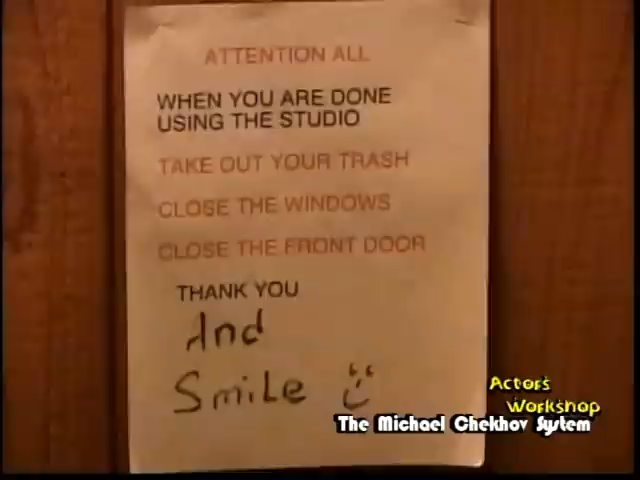 ATTENTION ALL
WHEN YOU ARE DONE
USING THE STUDIO
TAKE OUT YOUR TRASH
CLOSE THE WINDOWS
CLOSE THE FRONT DOOR
THANK YOU
And
Smile
Actor's
Workshop
The Michael Chekhov System